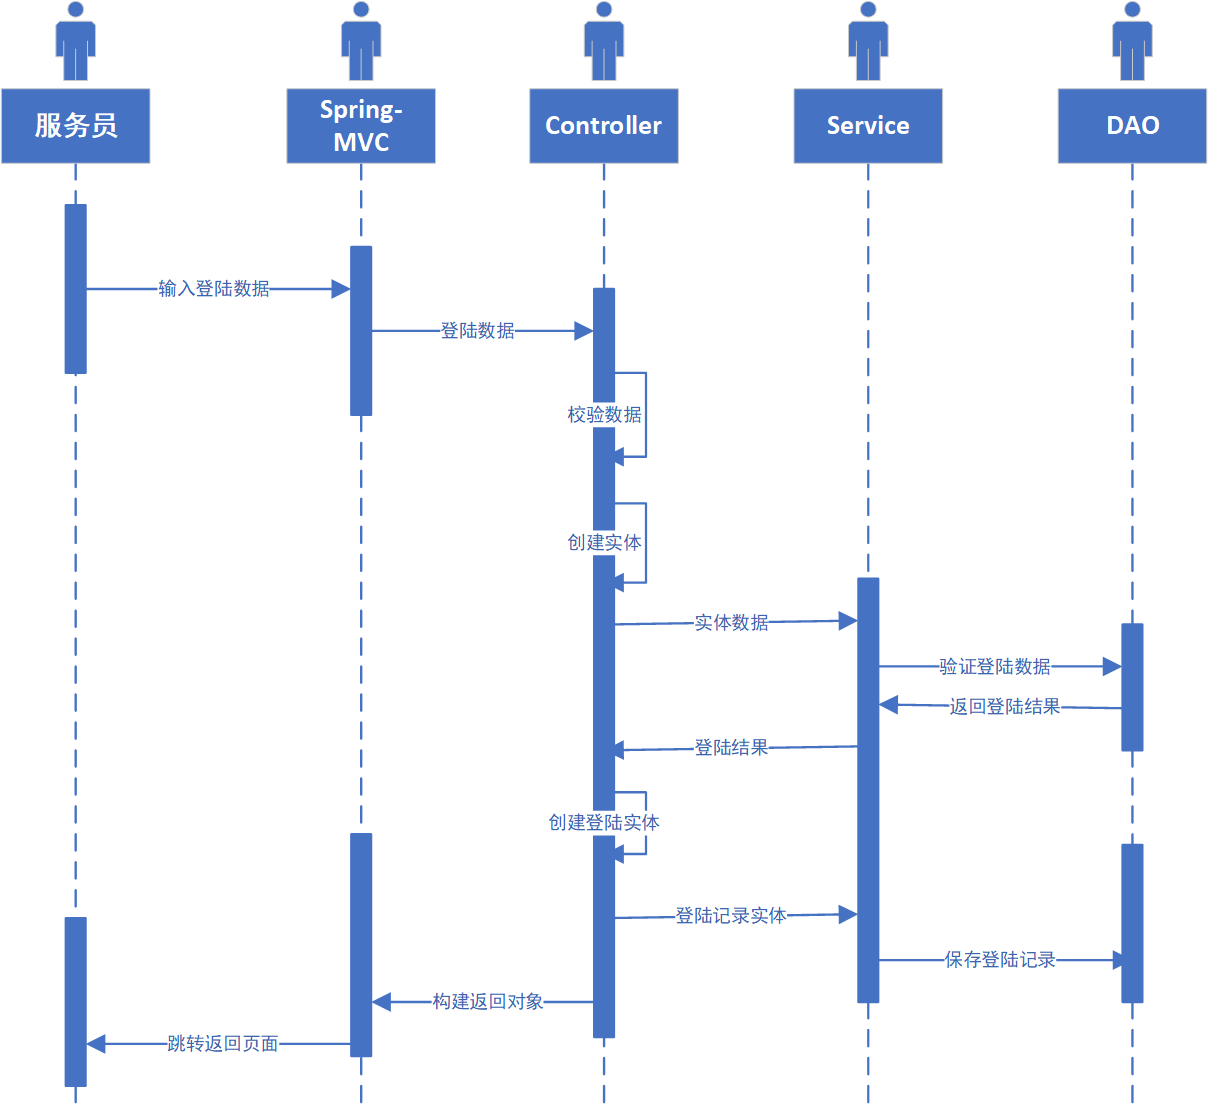 服务员
Spring-
MVC
Controller
Service
DAO
输入登陆数据
登陆数据
校验数据
创建实体
实体数据
验证登陆数据
返回登陆结果
登陆结果
创建登陆实体
登陆记录实体
保存登陆记录
构建返回对象
跳转返回页面